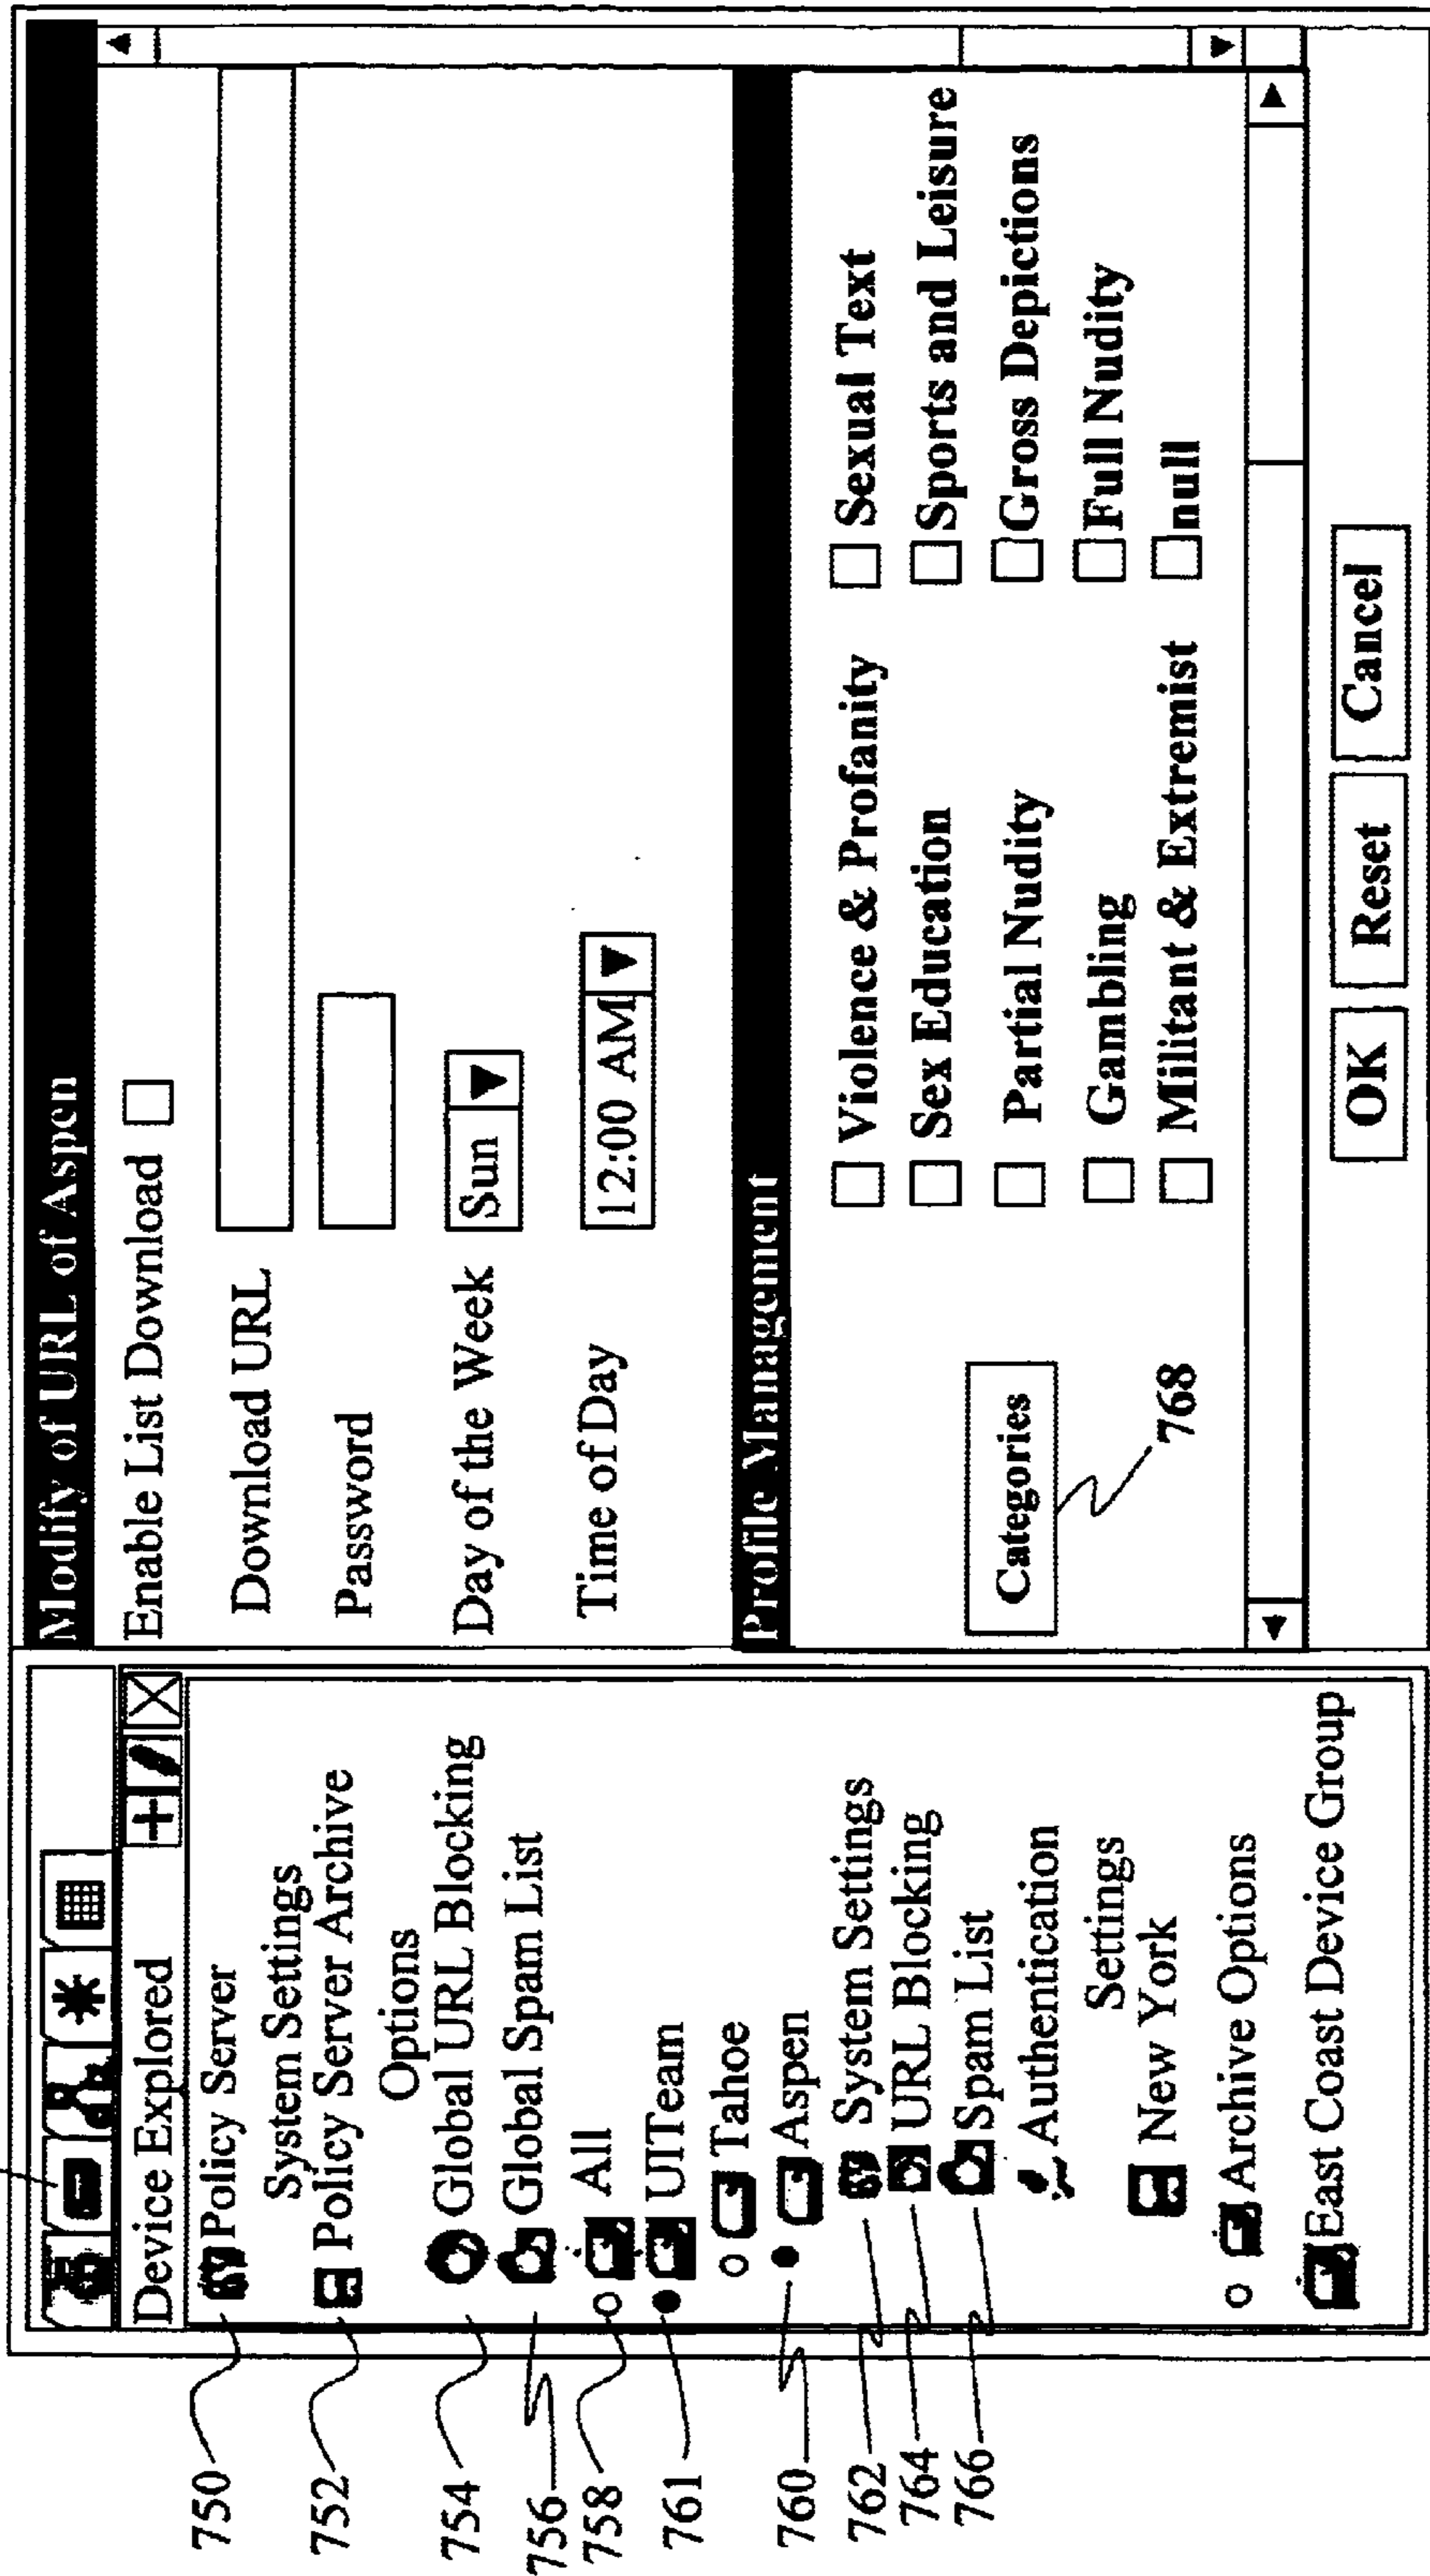 Device Explored
Policy Server
System Settings
Policy Server Archive
Options
Global URL Blocking
Global Spam List
All
UITeam
Tahoe
Aspen
System Settings
URL Blocking
Spam List
Authentication
Settings
New York
Archive Options
East Coast Device Group
750
752
754
756
758
761
760
762
764
766
Modify of URL of Aspen
Enable List Download
Download URL
Password
Day of the Week Sun
Time of Day 12:00 AM
Profile Management
Categories
768
Violence & Profanity Sexual Text
Sex Education Sports and Leisure
Partial Nudity Gross Depictions
Gambling Full Nudity
Militant & Extremist null
OK Reset Cancel